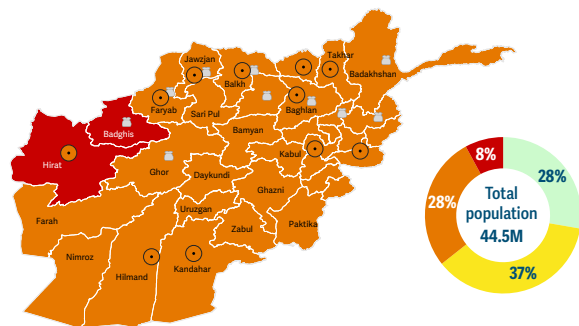 Jawzjan
Takhar
Balkh
Badakhshan
Faryab
Sari Pul
Baghlan
Badghis
Bamyan
Kabul
Hirat
Ghor
Daykundi
Ghazni
Uruzgan
Farah
Zabul
Paktika
Nimroz
Hilmand
Kandahar
8%
28%
28%
Total
population
44.5M
37%